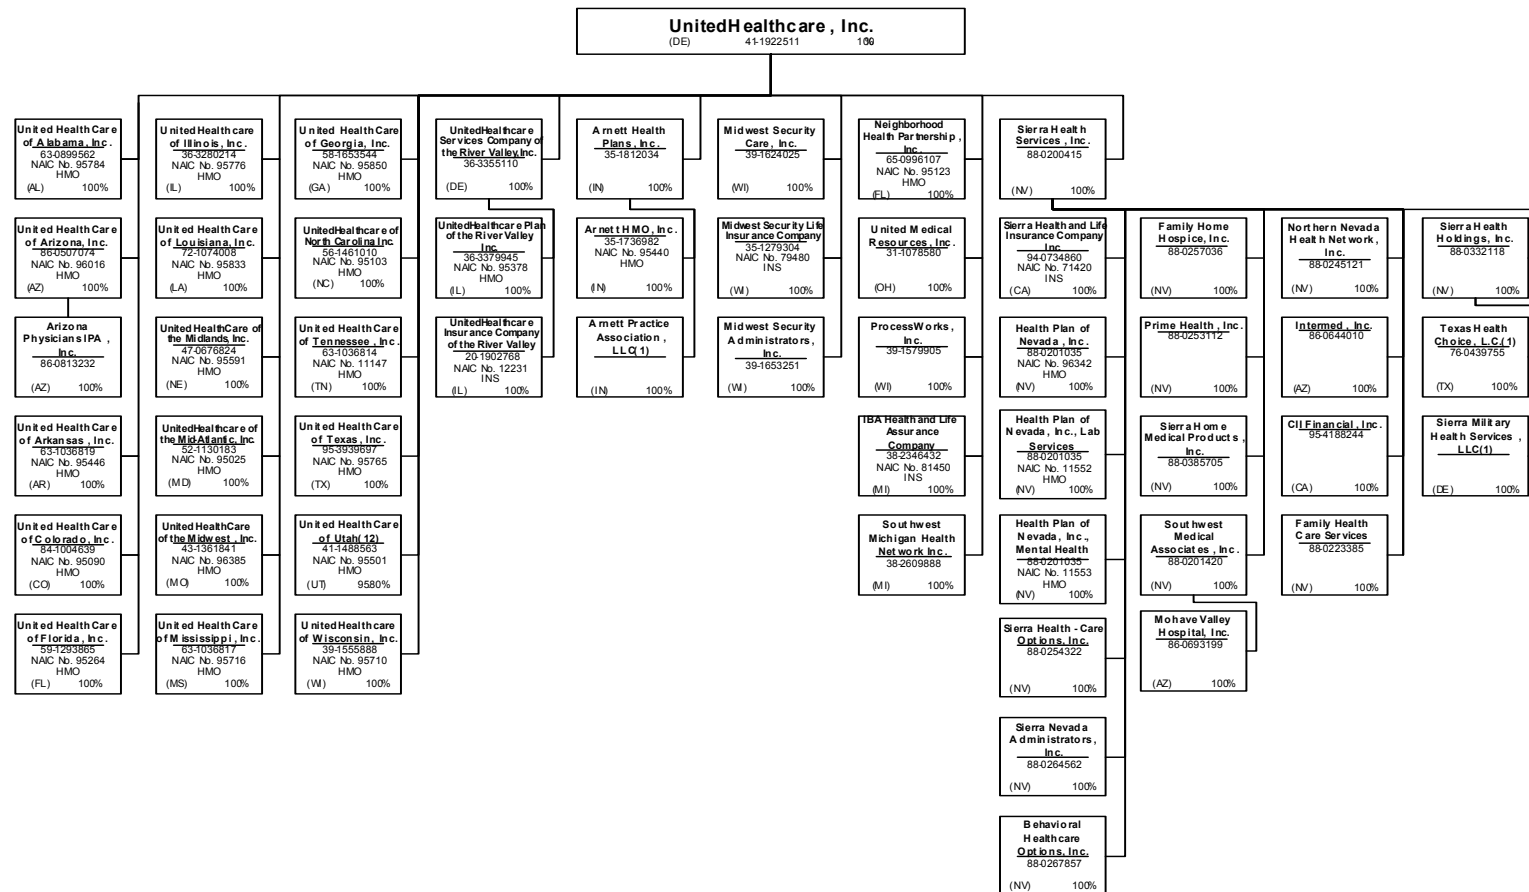 UnitedHealthcare, Inc.
(DE) 41-1922511 100%
United HealthCare
of Alabama, Inc.
63-0899562
NAIC No. 95784
HMO
(AL) 100%
United HealthCare
of Arizona, Inc.
86-0507074
NAIC No. 96016
HMO
(AZ) 100%
Arizona
Physicians IPA,
Inc.
86-0813232
(AZ) 100%
United HealthCare
of Arkansas, Inc.
63-1036819
NAIC No. 95446
HMO
(AR) 100%
United HealthCare
of Colorado, Inc.
84-1004639
NAIC No. 95090
HMO
(CO) 100%
United HealthCare
of Florida, Inc.
59-1293865
NAIC No. 95264
HMO
(FL) 100%
United Healthcare
of Illinois, Inc.
36-3280214
NAIC No. 95776
HMO
(IL) 100%
United HealthCare
of Louisiana, Inc.
72-1074008
NAIC No. 95833
HMO
(LA) 100%
United HealthCare of
the Midlands, Inc.
47-0676824
NAIC No. 95591
HMO
(NE) 100%
UnitedHealthcare of
the Mid-Atlantic, Inc.
52-1130183
NAIC No. 95025
HMO
(MD) 100%
United HealthCare
of the Midwest, Inc.
43-1361841
NAIC No. 96385
HMO
(MO) 100%
United HealthCare
of Mississippi, Inc.
63-1036817
NAIC No. 95716
HMO
(MS) 100%
United HealthCare
of Georgia, Inc.
58-1653544
NAIC No. 95850
HMO
(GA) 100%
UnitedHealthcare of
North Carolina Inc.
56-1461010
NAIC No. 95103
HMO
(NC) 100%
United HealthCare
of Tennessee, Inc.
63-1036814
NAIC No. 11147
HMO
(TN) 100%
United HealthCare
of Texas, Inc.
95-3939697
NAIC No. 95765
HMO
(TX) 100%
United HealthCare
of Utah(12)
41-1488563
NAIC No. 95501
HMO
(UT) 9580%
UnitedHealthcare
of Wisconsin, Inc.
39-1555888
NAIC No. 95710
HMO
(WI) 100%
UnitedHealthcare
Services Company of
the River Valley, Inc.
36-3355110
(DE) 100%
UnitedHealthcare Plan
of the River Valley
Inc.
36-3379945
NAIC No. 95378
HMO
(IL) 100%
UnitedHealthcare
Insurance Company
of the River Valley
20-1902768
NAIC No. 12231
INS
(IL) 100%
Arnett Health
Plans, Inc.
35-1812034
(IN) 100%
Arnett HMO, Inc.
35-1736982
NAIC No. 95440
HMO
(IN) 100%
Arnett Practice
Association,
LLC(1)
(IN) 100%
Midwest Security
Care, Inc.
39-1624025
(WI) 100%
Midwest Security Life
Insurance Company
35-1279304
NAIC No. 79480
INS
(WI) 100%
Midwest Security
Administrators,
Inc.
39-1653251
(WI) 100%
Neighborhood
Health Partnership,
Inc.
65-0996107
NAIC No. 95123
HMO
(FL) 100%
United Medical
Resources, Inc.
31-1078580
(OH) 100%
ProcessWorks,
Inc.
39-1579905
(WI) 100%
IBA Health and Life
Assurance
Company
38-2346432
NAIC No. 81450
INS
(MI) 100%
Southwest
Michigan Health
Network Inc.
38-2609888
(MI) 100%
Sierra Health
Services, Inc.
88-0200415
(NV) 100%
Sierra Health and Life
Insurance Company
Inc.
94-0734860
NAIC No. 71420
INS
(CA) 100%
Health Plan of
Nevada, Inc.
88-0201035
NAIC No. 96342
HMO
(NV) 100%
Health Plan of
Nevada, Inc., Lab
Services
88-0201035
NAIC No. 11552
HMO
(NV) 100%
Health Plan of
Nevada, Inc.,
Mental Health
88-0201035
NAIC No. 11553
HMO
(NV) 100%
Sierra Health - Care
Options, Inc.
88-0254322
(NV) 100%
Sierra Nevada
Administrators,
Inc.
88-0264562
(NV) 100%
Behavioral
Healthcare
Options, Inc.
88-0267857
(NV) 100%
Family Home
Hospice, Inc.
88-0257036
(NV) 100%
Prime Health, Inc.
88-0253112
(NV) 100%
Sierra Home
Medical Products,
Inc.
88-0385705
(NV) 100%
Southwest
Medical
Associates, Inc.
88-0201420
(NV) 100%
Mohave Valley
Hospital, Inc.
86-0693199
(AZ) 100%
Northern Nevada
Health Network,
Inc.
88-0245121
(NV) 100%
Intermed, Inc.
86-0644010
(AZ) 100%
CII Financial, Inc.
95-4188244
(CA) 100%
Family Health
Care Services
88-0223385
(NV) 100%
Sierra Health
Holdings, Inc.
88-0332118
(NV) 100%
Texas Health
Choice, L.C.(1)
76-0439755
(TX) 100%
Sierra Military
Health Services,
LLC(1)
(DE) 100%